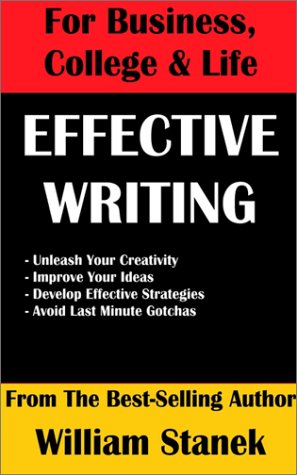 For Business,
College & Life
EFFECTIVE
WRITING
- Unleash Your Creativity
- Improve Your Ideas
- Develop Effective Strategies
- Avoid Last Minute Gotchas
From The Best-Selling Author
William Stanek